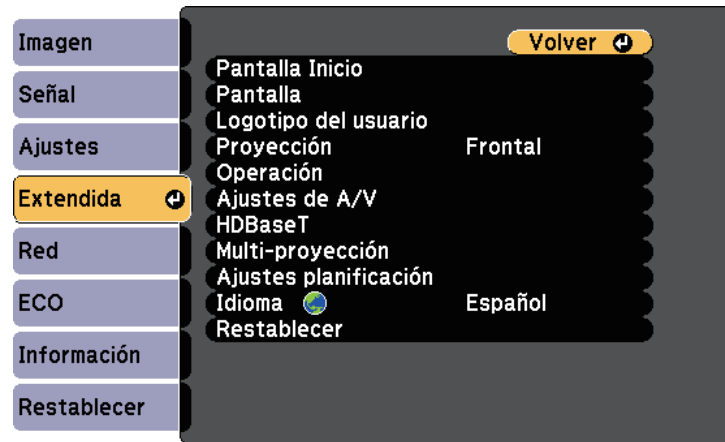 Imagen
Señal
Ajustes
Extendida
Red
ECO
Información
Restablecer
Volver
Pantalla Inicio
Pantalla
Logotipo del usuario
Proyección Frontal
Operación
Ajustes de A/V
HDBaseT
Multi-proyección
Ajustes planificación
Idioma Español
Restablecer